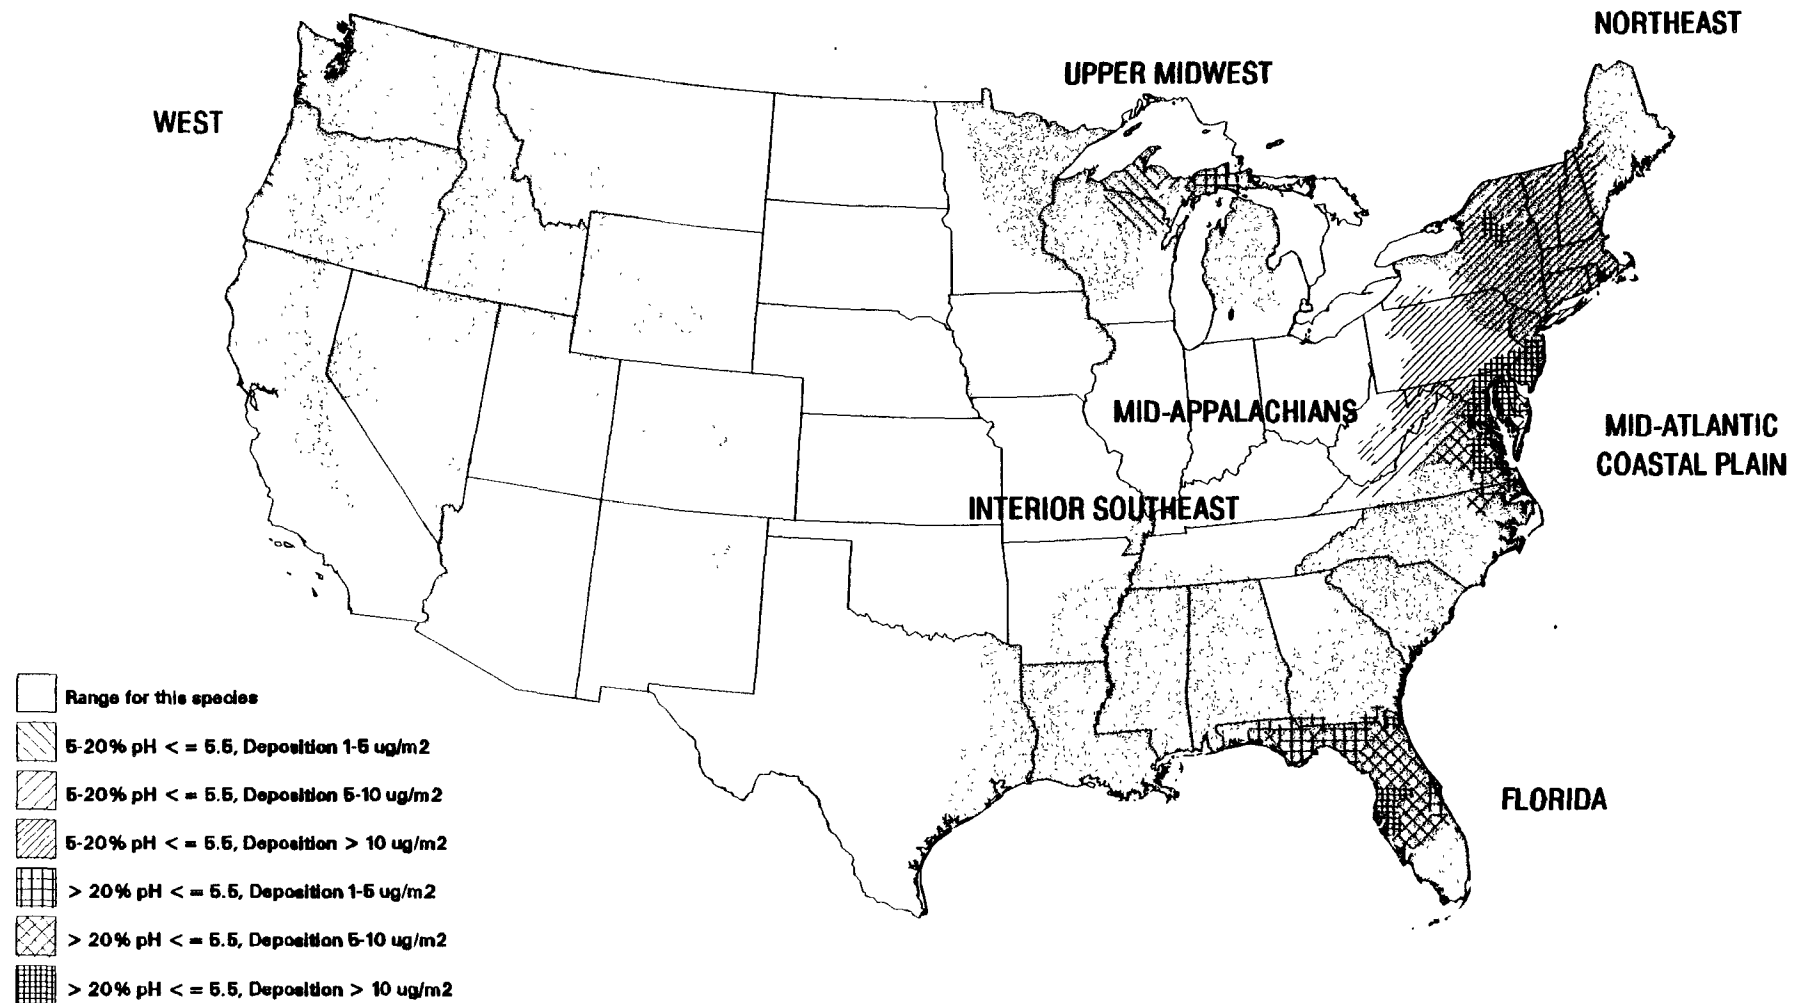 NORTHEAST
UPPER MIDWEST
WEST
MID-APPALACHIANS
MID-ATLANTIC
COASTAL PLAIN
INTERIOR SOUTHEAST
FLORIDA
Range for this species
5-20% pH < = 5.5, Deposition 1-5 ug/m2
5-20% pH < = 5.5, Deposition 5-10 ug/m2
5-20% pH < = 5.5, Deposition > 10 ug/m2
> 20% pH < = 5.5, Deposition 1-5 ug/m2
> 20% pH < = 5.5, Deposition 5-10 ug/m2
> 20% pH < = 5.5, Deposition > 10 ug/m2